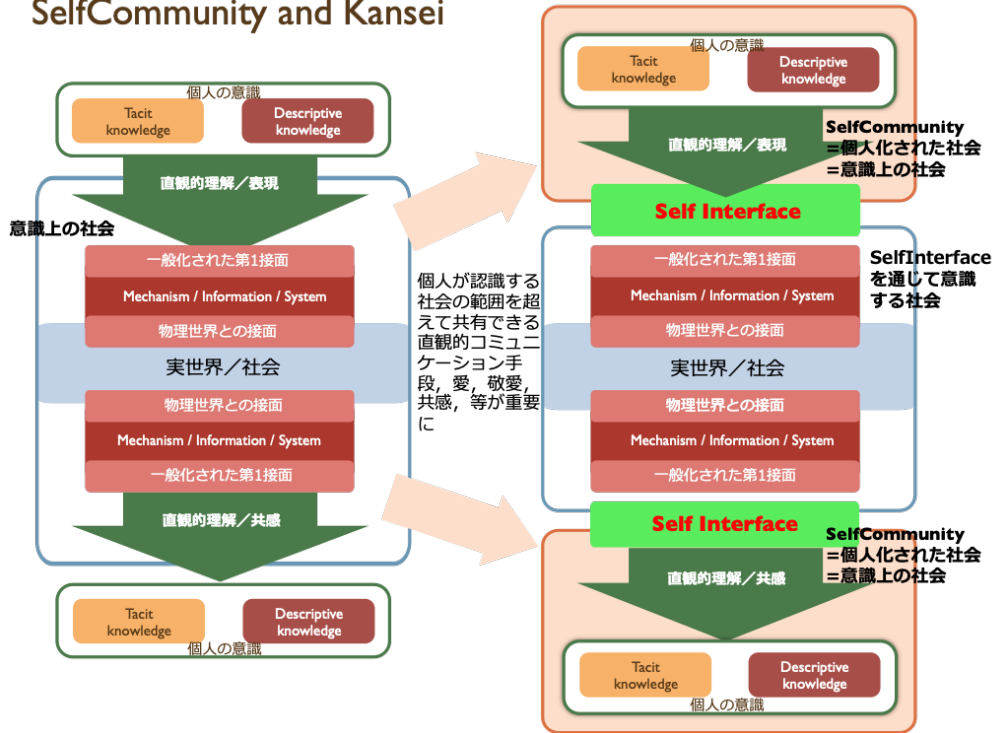 SelfCommunity and Kansei
個人の意識
Tacit
knowledge
Descriptive
knowledge
直観的理解／表現
意識上の社会
一般化された第1接面
Mechanism / Information / System
物理世界との接面
実世界／社会
物理世界との接面
Mechanism / Information / System
一般化された第1接面
直観的理解／共感
Tacit
knowledge
Descriptive
knowledge
個人の意識
個人が認識する
社会の範囲を超
えて共有できる
直観的コミュニ
ケーション手
段，愛，敬愛，
共感，等が重要
に
個人の意識
Tacit
knowledge
Descriptive
knowledge
直観的理解／表現
SelfCommunity
=個人化された社会
=意識上の社会
Self Interface
一般化された第1接面
Mechanism / Information / System
物理世界との接面
SelfInterface
を通じて意識
する社会
実世界／社会
物理世界との接面
Mechanism / Information / System
一般化された第1接面
Self Interface
SelfCommunity
=個人化された社会
=意識上の社会
直観的理解／共感
Tacit
knowledge
Descriptive
knowledge
個人の意識